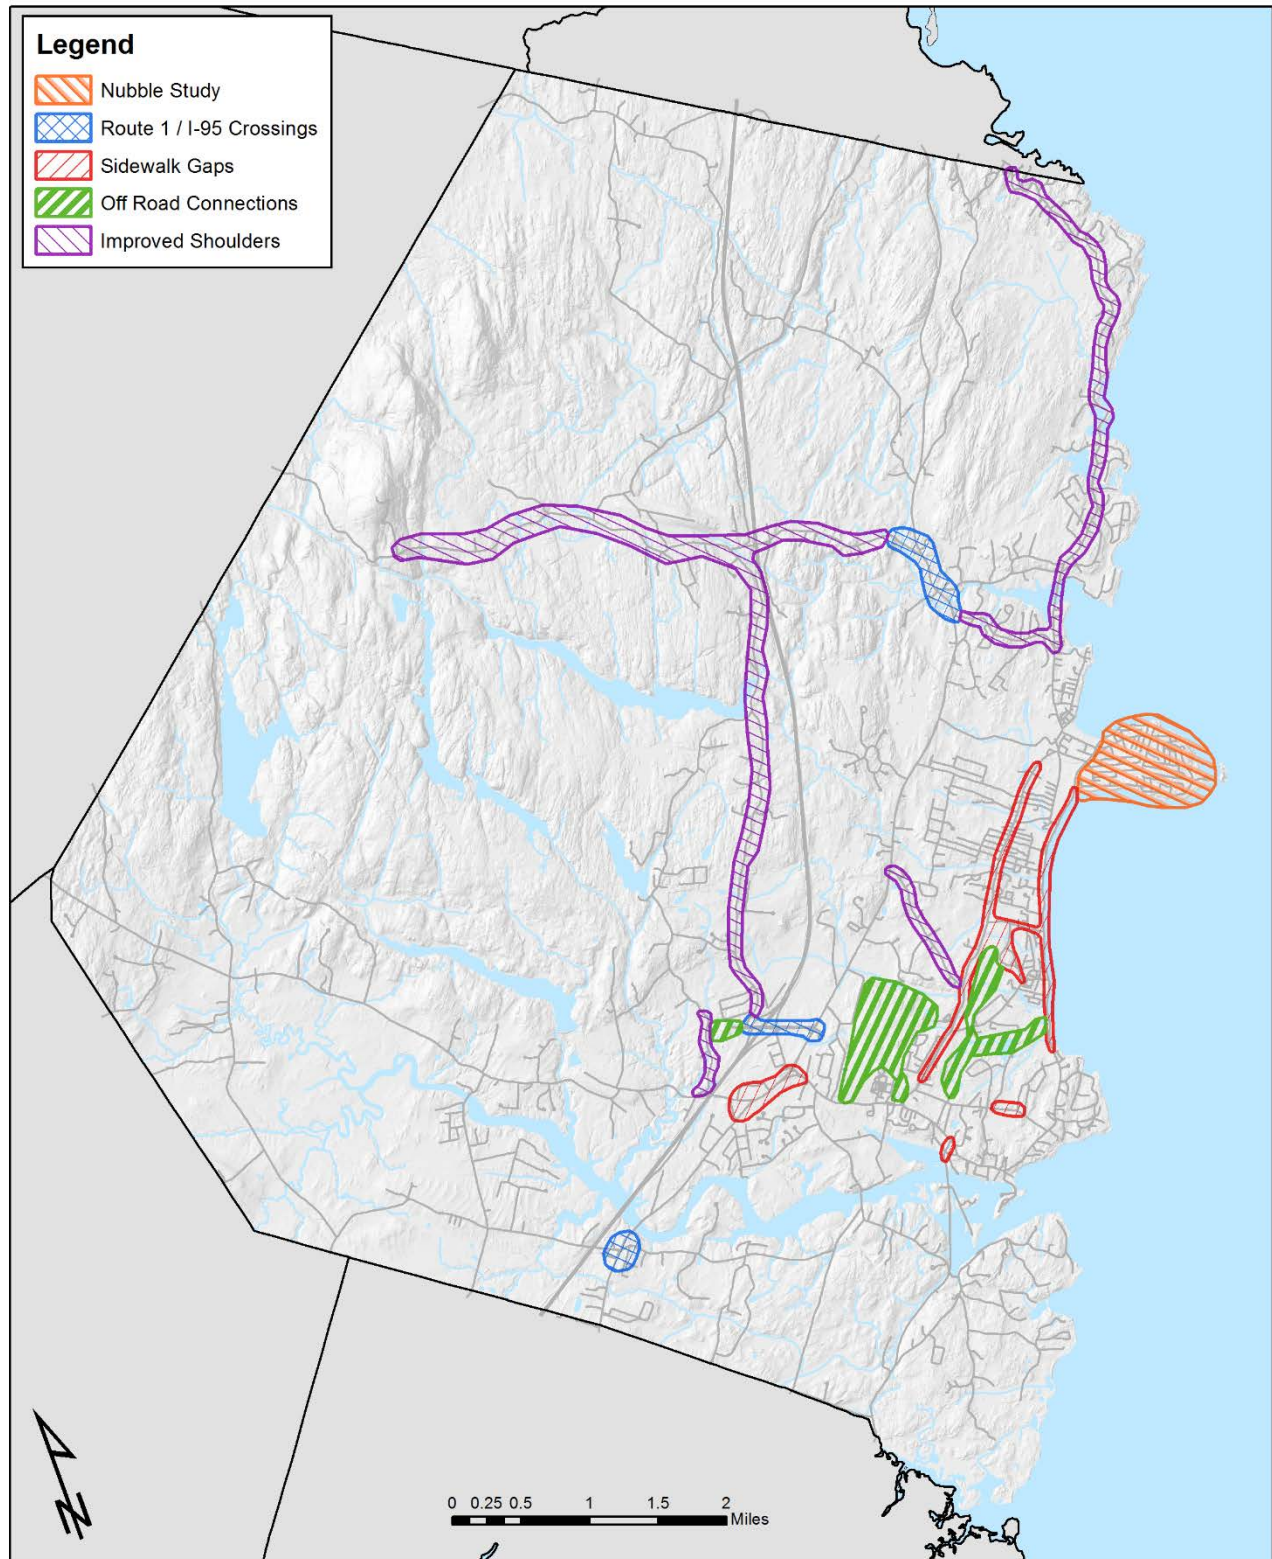 Legend
Nubble Study
Route 1 / I-95 Crossings
Sidewalk Gaps
Off Road Connections
Improved Shoulders
N
0 0.25 0.5 1 1.5 2
Miles